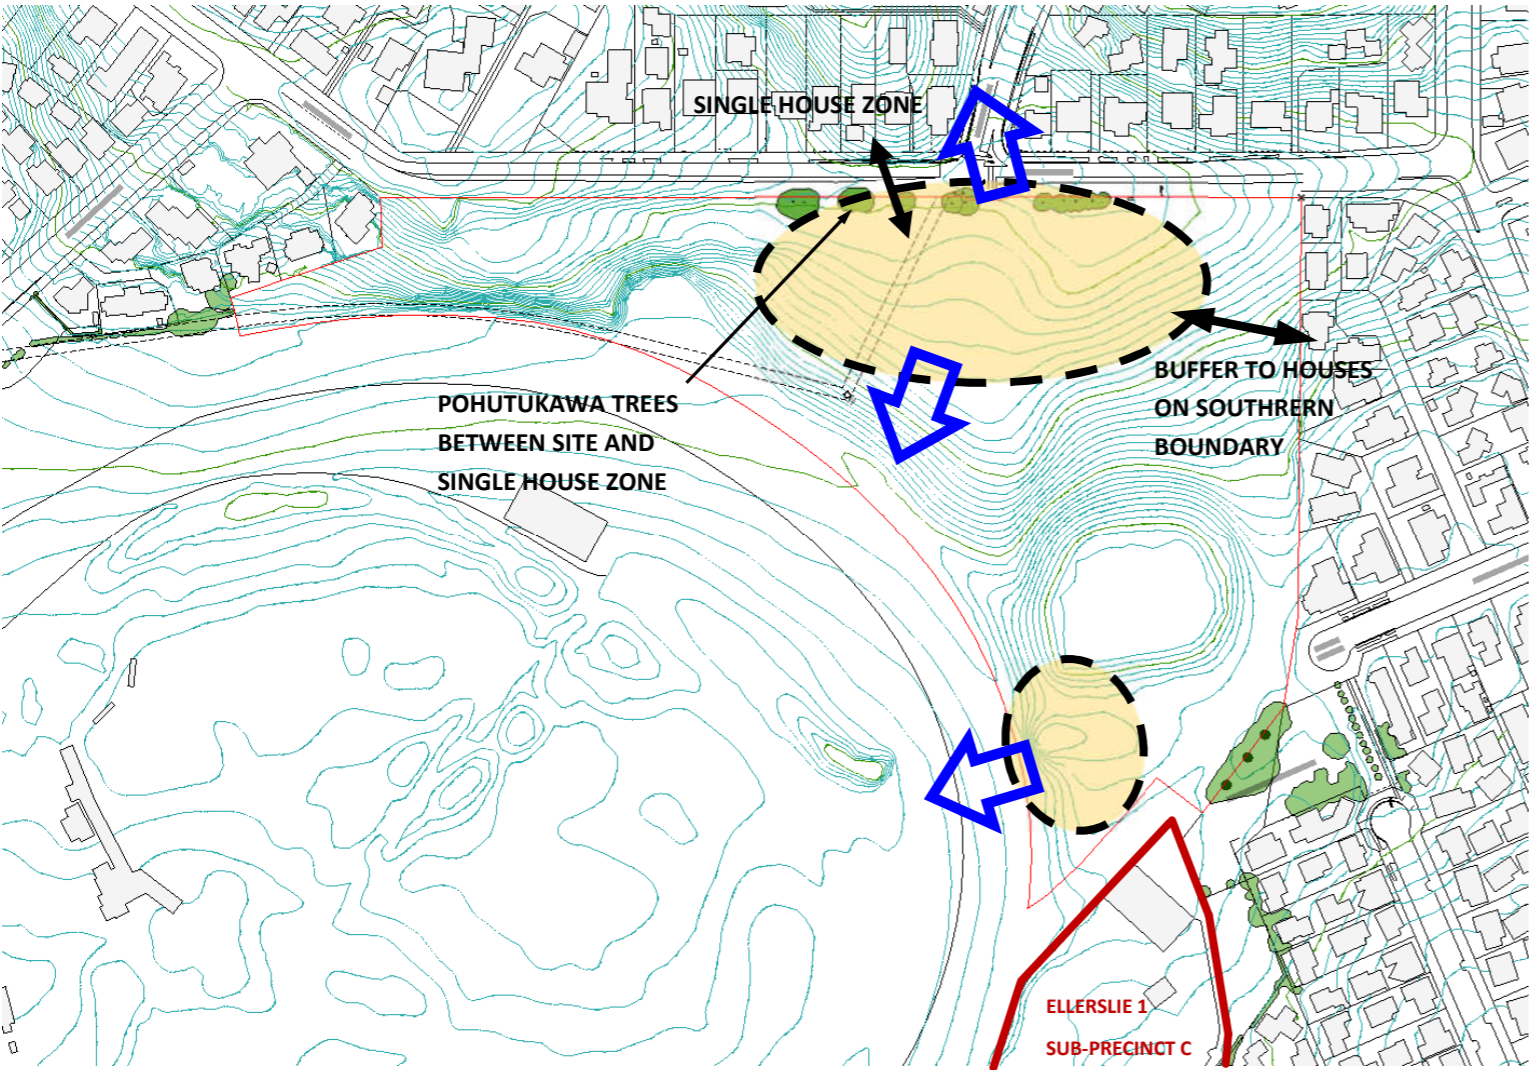 SINGLE HOUSE ZONE
POHUTUKAWA TREES
BETWEEN SITE AND
SINGLE HOUSE ZONE
BUFFER TO HOUSES
ON SOUTHRERN
BOUNDARY
ELLERSLIE 1
SUB-PRECINCT C